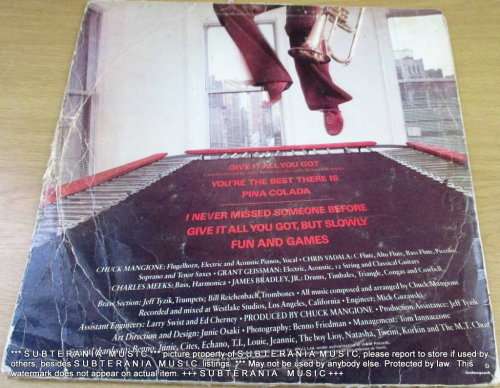 GIVE IT ALL YOU GOT
YOU'RE THE BEST THERE IS
PINA COLADA
I NEVER MISSED SOMEONE BEFORE
GIVE IT ALL YOU GOT, BUT SLOWLY
FUN AND GAMES
CHUCK MANGIONE: Flugelhorn, Electric and Acoustic Pianos, Vocal • CHRIS VADALA: C Flute, Alto Flute, Bass Flute, Piccolo,
Soprano and Tenor Saxes • GRANT GEISSMAN: Electric, Acoustic, 12 String and Classical Guitars
CHARLES MEEKS: Bass, Harmonica • JAMES BRADLEY, JR.: Drums, Timbales, Triangle, Congas and Cowbell
Brass Section: Jeff Tyzik, Trumpets; Bill Reichenbach, Trombones • All music composed and arranged by Chuck Mangione
Recorded and mixed at Westlake Studios, Los Angeles, California • Engineer: Mick Guzauski
Assistant Engineers: Larry Swist and Ed Cherney • PRODUCED by CHUCK MANGIONE • Production Assistance: Jeff Tyzik
Art Direction and Design: Junie Osaki • Photography: Benno Friedman • Management: Tom Iannaccone
Benno, Junie, Cites, Echano, T.L, Louie, Jeannie, The boy Livoj, Natasha, Toconi, Korkin and The M.T. Choir
*** S U B T E R A N I A M U S I C *** picture property of S U B T E R A N I A M U S I C, please report to store if used by
others, besides S U B T E R A N I A M U S I C listings. *** May not be used by anybody else. Protected by law. This
watermark does not appear on actual item. +++ S U B T E R A N I A M U S I C +++